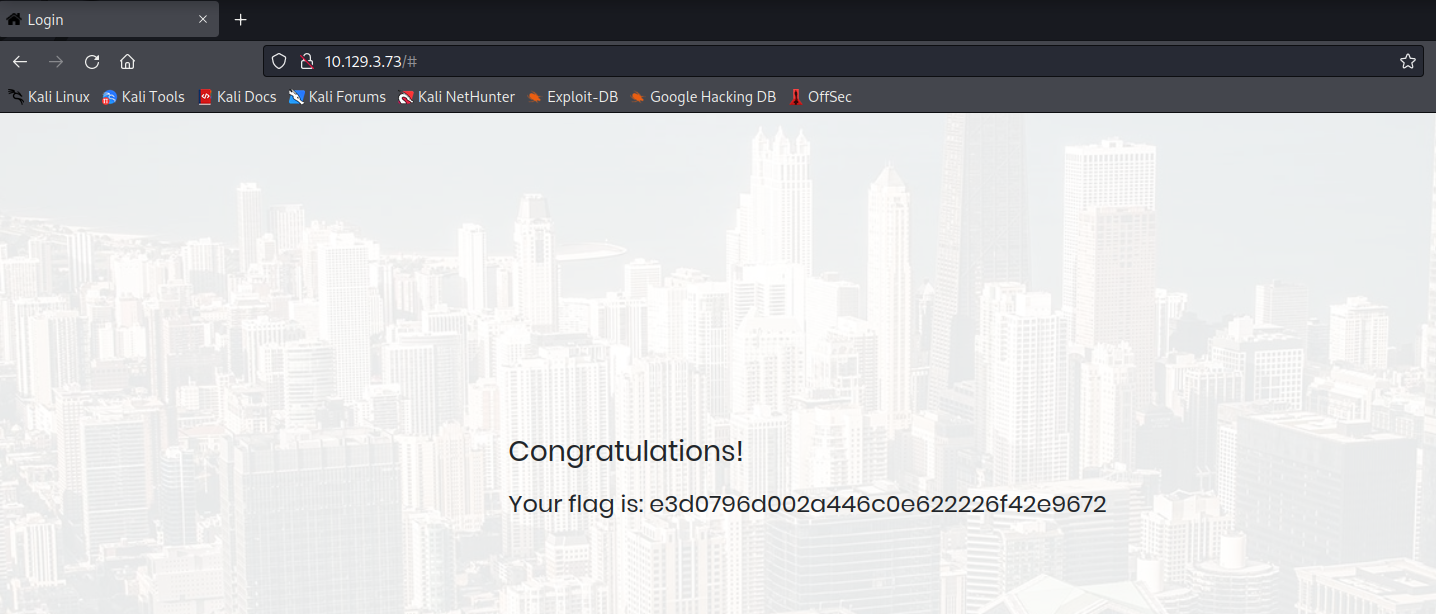 Login
10.129.3.73/#
Kali Linux Kali Tools Kali Docs Kali Forums Kali NetHunter Exploit-DB Google Hacking DB OffSec
Congratulations!
Your flag is: e3d0796d002a446c0e622226f42e9672